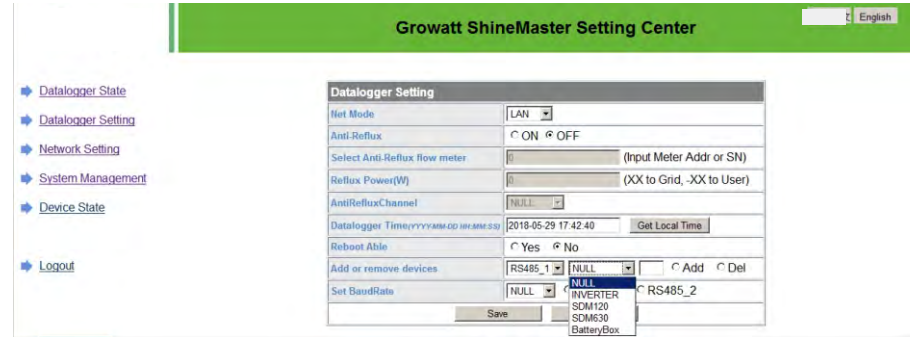 Growatt ShineMaster Setting Center
English
Datalogger State
Datalogger Setting
Network Setting
System Management
Device State
Logout
Datalogger Setting
Net Mode LAN
Anti-Reflux ON OFF
Select Anti-Reflux flow meter 0 (Input Meter Addr or SN)
Reflux Power(W) 0 (XX to Grid, -XX to User)
AntiRefluxChannel NULL
Datalogger Time(YYYY-MM-DD HH:MM:SS) 2018-05-29 17:42:40 Get Local Time
Reboot Able Yes No
Add or remove devices RS485_1 NULL Add Del
Set BaudRate NULL RS485_2
NULL
INVERTER
SDM120
SDM630
BatteryBox
Save